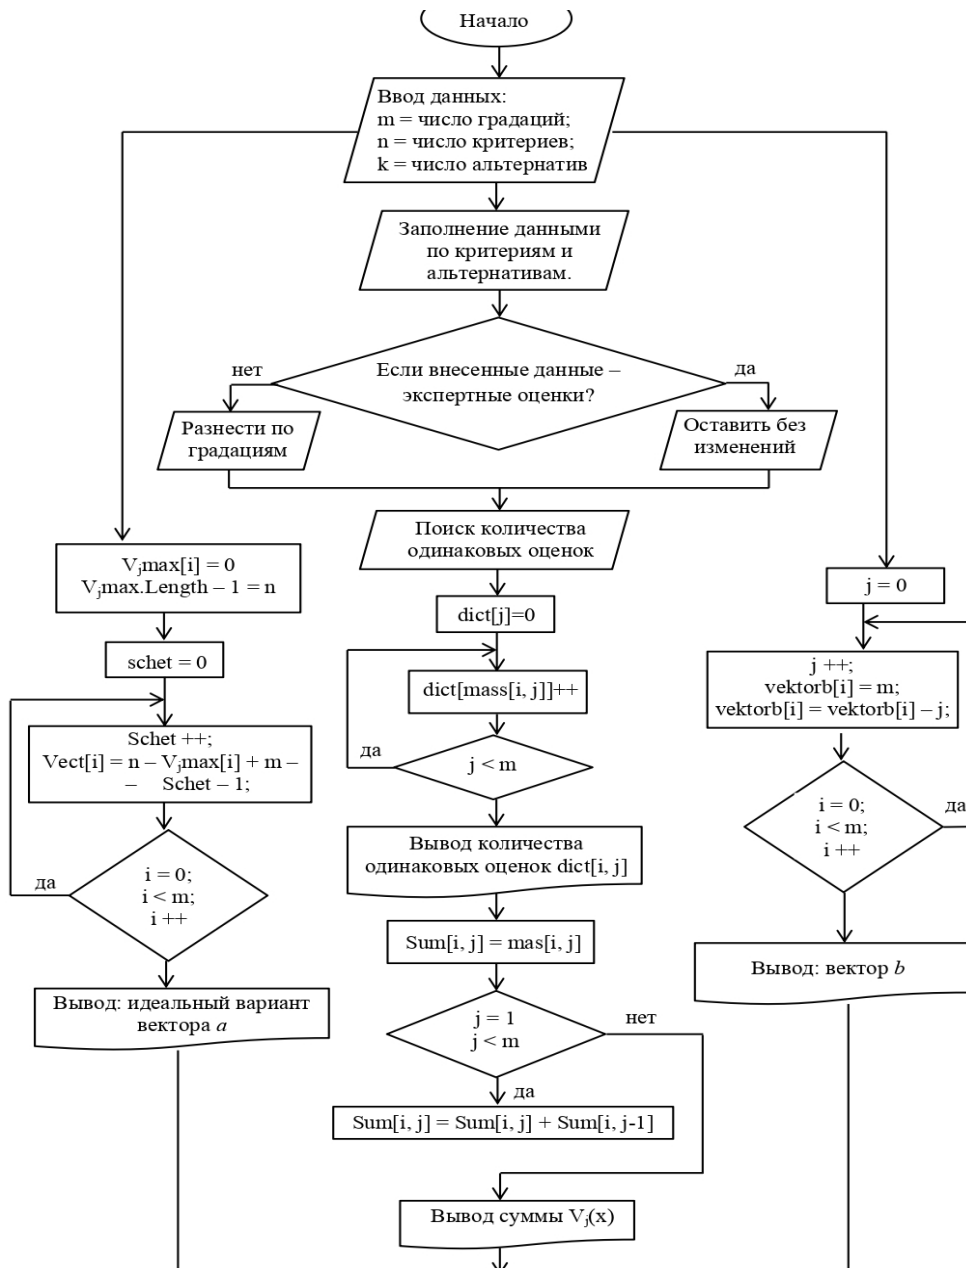 Начало
Ввод данных:
m = число градаций;
n = число критериев;
k = число альтернатив
Заполнение данными
по критериям и
альтернативам.
Если внесенные данные –
экспертные оценки?
нет
да
Разнести по
градациям
Оставить без
изменений
Поиск количества
одинаковых оценок
Vⱼmax[i] = 0
Vⱼmax.Length – 1 = n
schet = 0
Schet ++;
Vect[i] = n – Vⱼmax[i] + m –
– Schet – 1;
да
i = 0;
i < m;
i ++
Вывод: идеальный вариант
вектора a
dict[j]=0
dict[mass[i, j]]++
да
j < m
Вывод количества
одинаковых оценок dict[i, j]
Sum[i, j] = mas[i, j]
j = 1
j < m
нет
да
Sum[i, j] = Sum[i, j] + Sum[i, j-1]
Вывод суммы Vⱼ(x)
j = 0
j ++;
vektorb[i] = m;
vektorb[i] = vektorb[i] – j;
i = 0;
i < m;
i ++
да
Вывод: вектор b